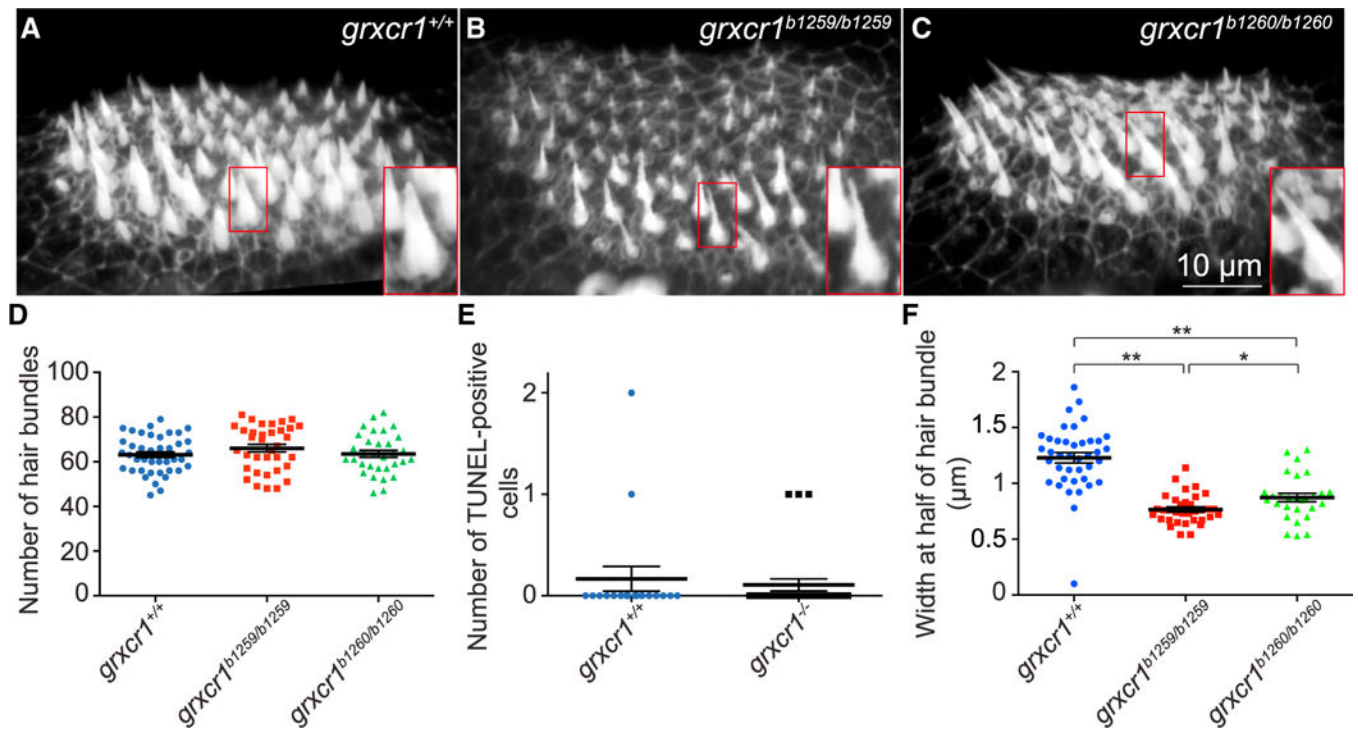 A
grxcr1+/+
B
grxcr1b1259/b1259
C
grxcr1b1260/b1260
10 µm
D
Number of hair bundles
100
80
60
40
20
0
grxcr1+/+
grxcr1b1259/b1259
grxcr1b1260/b1260
E
Number of TUNEL-positive
cells
2
1
0
grxcr1+/+
grxcr1-/-
F
**
**
*
Width at half of hair bundle
(µm)
2
1.5
1
0.5
0
grxcr1+/+
grxcr1b1259/b1259
grxcr1b1260/b1260